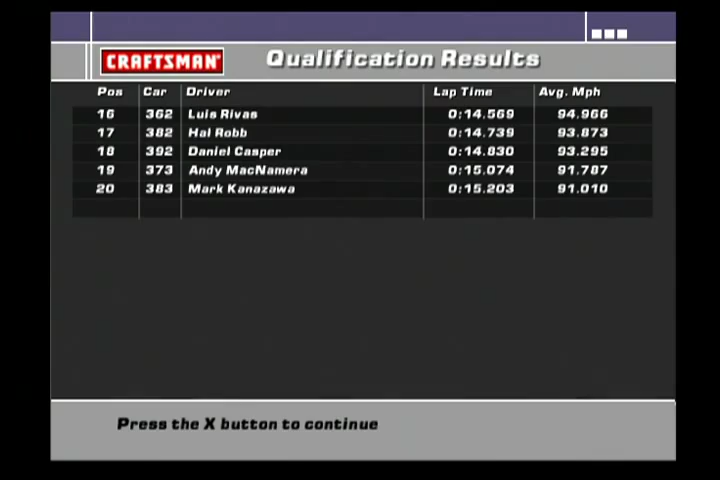 CRAFTSMAN
Qualification Results
Pos Car Driver Lap Time Avg. Mph
16 362 Luis Rivas 0:14.569 94.966
17 382 Hal Robb 0:14.739 93.873
18 392 Daniel Casper 0:14.830 93.295
19 373 Andy MacNamera 0:15.074 91.787
20 383 Mark Kanazawa 0:15.203 91.010
Press the X button to continue